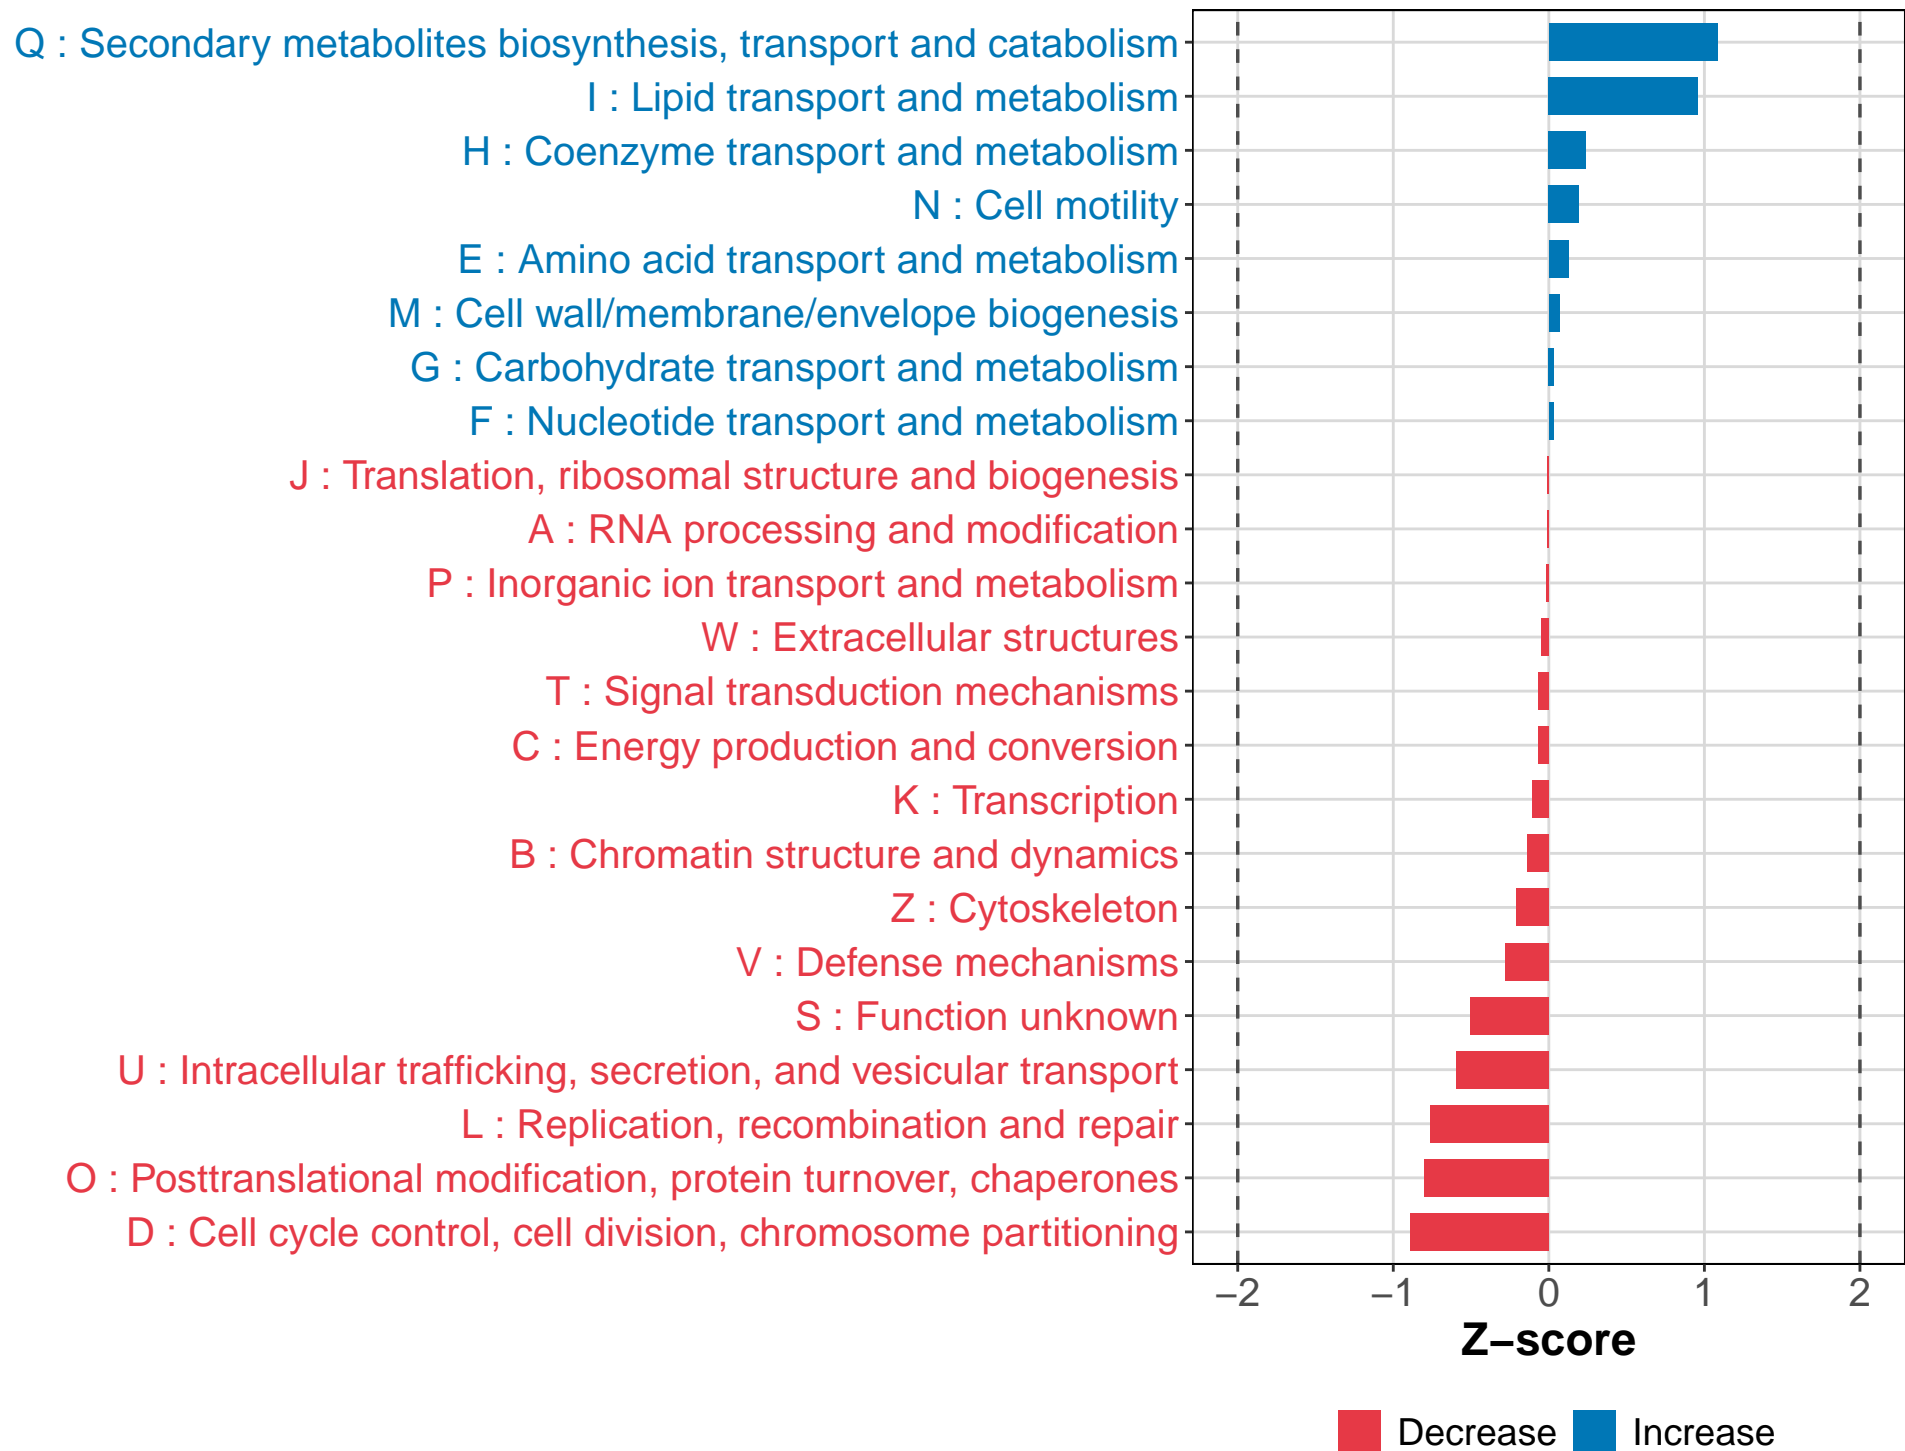 Q : Secondary metabolites biosynthesis, transport and catabolism
I : Lipid transport and metabolism
H : Coenzyme transport and metabolism
N : Cell motility
E : Amino acid transport and metabolism
M : Cell wall/membrane/envelope biogenesis
G : Carbohydrate transport and metabolism
F : Nucleotide transport and metabolism
J : Translation, ribosomal structure and biogenesis
A : RNA processing and modification
P : Inorganic ion transport and metabolism
W : Extracellular structures
T : Signal transduction mechanisms
C : Energy production and conversion
K : Transcription
B : Chromatin structure and dynamics
Z : Cytoskeleton
V : Defense mechanisms
S : Function unknown
U : Intracellular trafficking, secretion, and vesicular transport
L : Replication, recombination and repair
O : Posttranslational modification, protein turnover, chaperones
D : Cell cycle control, cell division, chromosome partitioning
−2 −1 0 1 2
Z−score
Decrease Increase